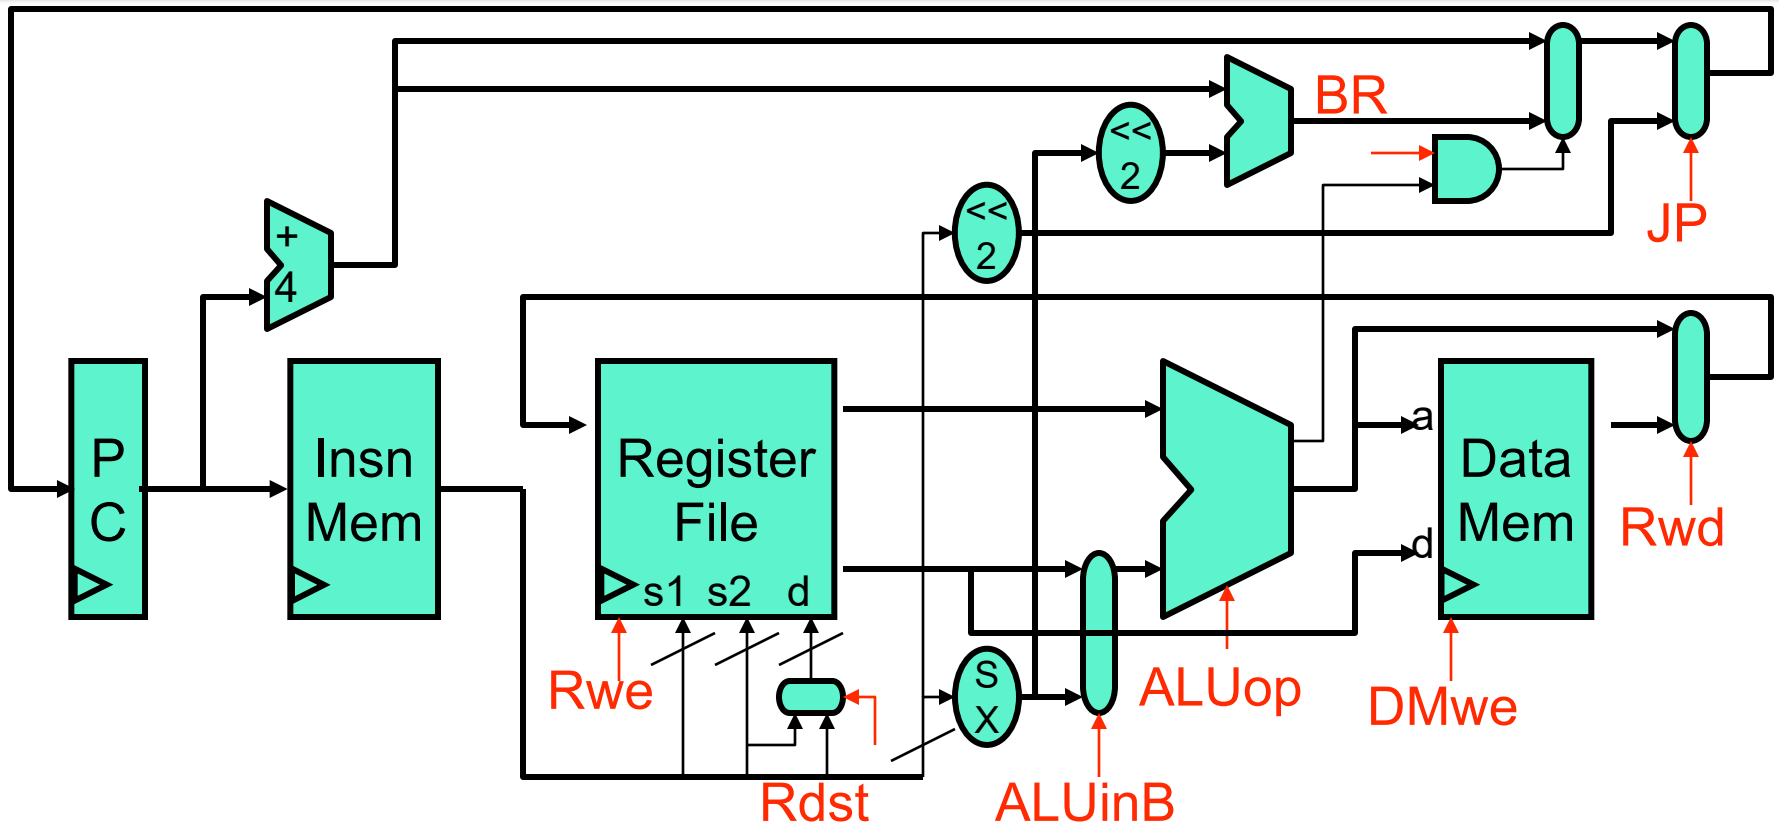 BR
<<
2
<<
2
JP
+
4
P
C
Insn
Mem
Register
File
s1 s2 d
a
d
Data
Mem
Rwd
Rwe
S
X
ALUop
DMwe
Rdst
ALUinB